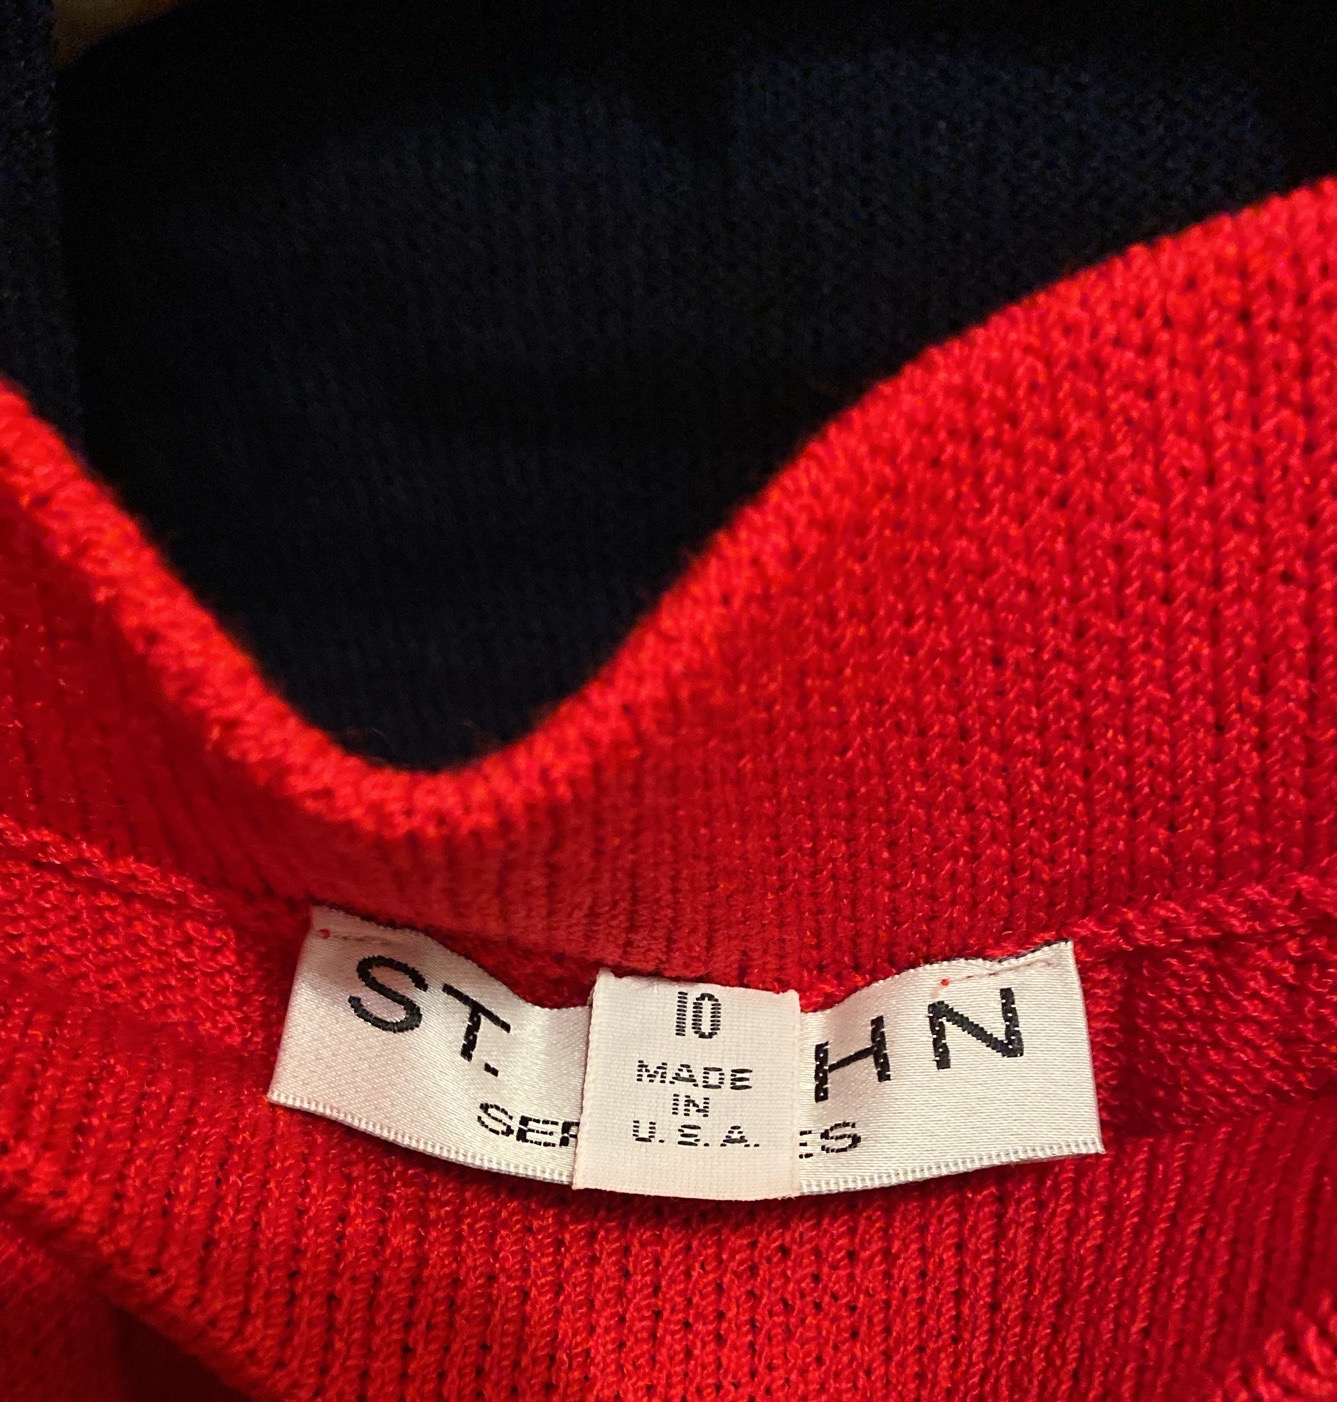 ST. HN
10
MADE
IN
U.S.A.
SER ES